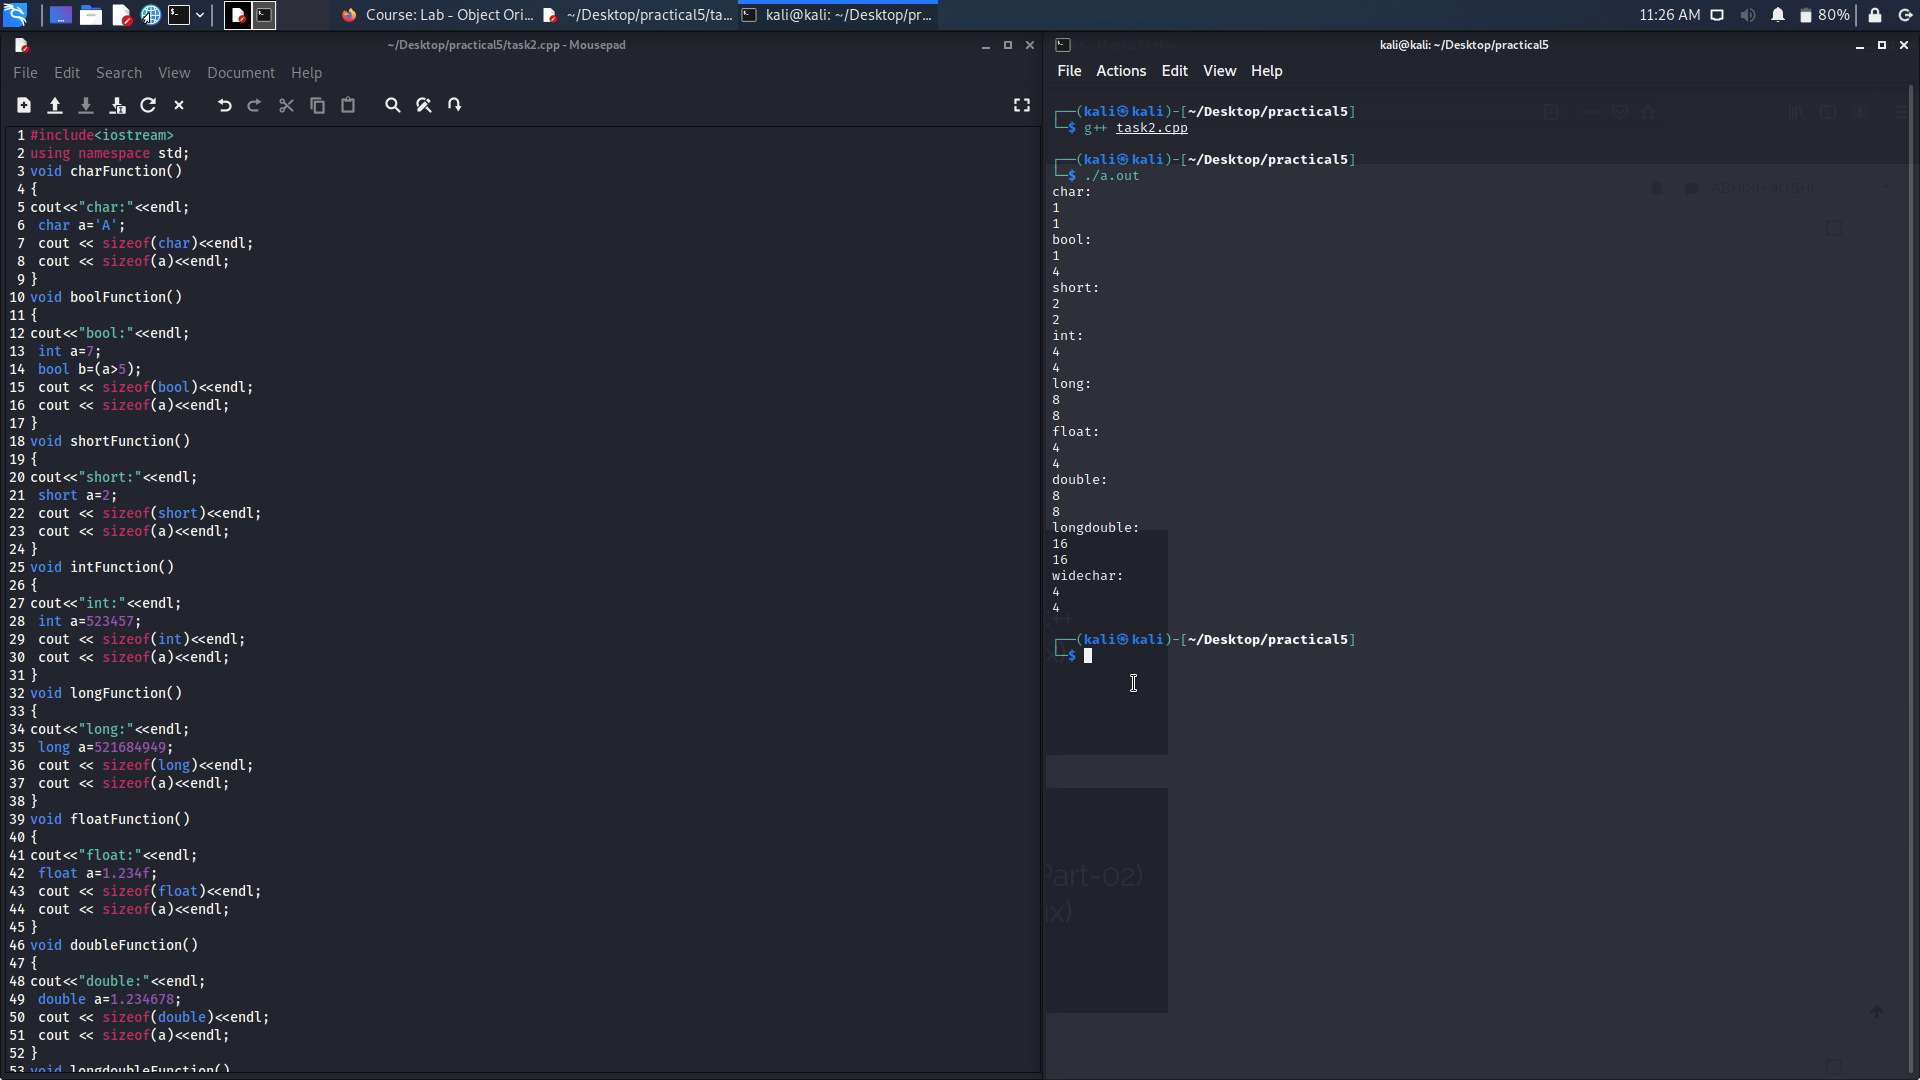 Course: Lab - Object Ori...
~/Desktop/practical5/ta...
kali@kali: ~/Desktop/pr...
11:26 AM
80%
~/Desktop/practical5/task2.cpp - Mousepad
File Edit Search View Document Help
1 #include<iostream>
2 using namespace std;
3 void charFunction()
4 {
5 cout<<"char:"<<endl;
6  char a='A';
7  cout << sizeof(char)<<endl;
8  cout << sizeof(a)<<endl;
9 }
10 void boolFunction()
11 {
12 cout<<"bool:"<<endl;
13  int a=7;
14  bool b=(a>5);
15  cout << sizeof(bool)<<endl;
16  cout << sizeof(a)<<endl;
17 }
18 void shortFunction()
19 {
20 cout<<"short:"<<endl;
21  short a=2;
22  cout << sizeof(short)<<endl;
23  cout << sizeof(a)<<endl;
24 }
25 void intFunction()
26 {
27 cout<<"int:"<<endl;
28  int a=523457;
29  cout << sizeof(int)<<endl;
30  cout << sizeof(a)<<endl;
31 }
32 void longFunction()
33 {
34 cout<<"long:"<<endl;
35  long a=521684949;
36  cout << sizeof(long)<<endl;
37  cout << sizeof(a)<<endl;
38 }
39 void floatFunction()
40 {
41 cout<<"float:"<<endl;
42  float a=1.234f;
43  cout << sizeof(float)<<endl;
44  cout << sizeof(a)<<endl;
45 }
46 void doubleFunction()
47 {
48 cout<<"double:"<<endl;
49  double a=1.234678;
50  cout << sizeof(double)<<endl;
51  cout << sizeof(a)<<endl;
52 }
53 void longdoubleFunction()
kali@kali: ~/Desktop/practical5
File Actions Edit View Help
┌──(kali㉿kali)-[~/Desktop/practical5]
└─$ g++ task2.cpp
┌──(kali㉿kali)-[~/Desktop/practical5]
└─$ ./a.out
char:
1
1
bool:
1
4
short:
2
2
int:
4
4
long:
8
8
float:
4
4
double:
8
8
longdouble:
16
16
widechar:
4
4
┌──(kali㉿kali)-[~/Desktop/practical5]
└─$
ASHISH JOSHI
Part-02)